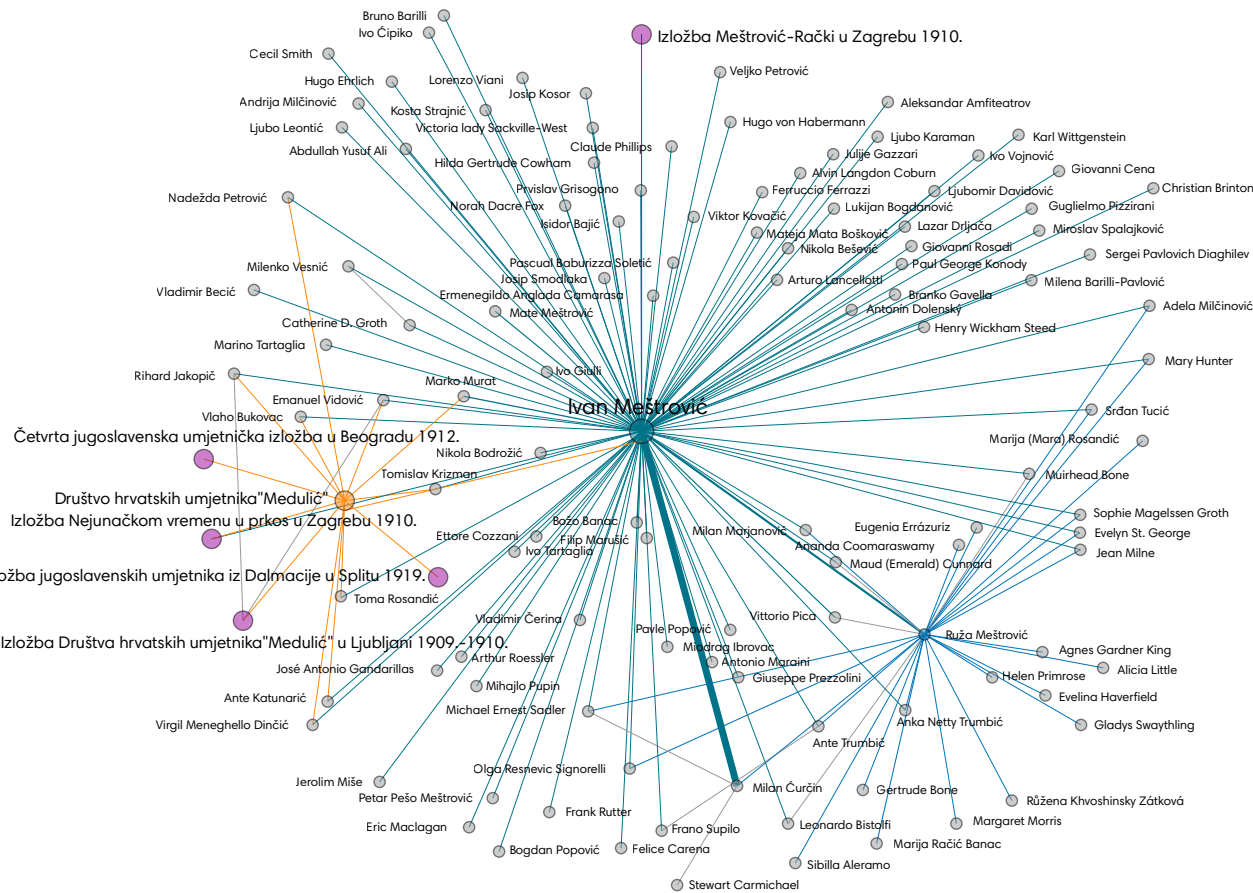 Bruno Barilli
Ivo Ćipiko
Izložba Meštrović-Rački u Zagrebu 1910.
Cecil Smith
Veljko Petrović
Hugo Ehrlich
Lorenzo Viani
Josip Kosor
Andrija Milčinović
Kosta Strajnić
Aleksandar Amfiteatrov
Ljubo Leontić
Victoria lady Sackville-West
Hugo von Habermann
Ljubo Karaman
Karl Wittgenstein
Abdullah Yusuf Ali
Claude Phillips
Julije Gazzari
Ivo Vojnović
Hilda Gertrude Cowham
Alvin Langdon Coburn
Giovanni Cena
Nadežda Petrović
Prvislav Grisogono
Ferruccio Ferrazzi
Ljubomir Davidović
Christian Brinton
Norah Dacre Fox
Viktor Kovačić
Lukijan Bogdanović
Guglielmo Pizzirani
Isidor Bajić
Mateja Mata Bošković
Lazar Drljača
Miroslav Spalajković
Nikola Bešević
Giovanni Rosadi
Sergei Pavlovich Diaghilev
Milenko Vesnić
Pascual Baburizza Soletić
Paul George Konody
Josip Smodlaka
Arturo Lancellotti
Milena Barilli-Pavlović
Vladimir Becić
Ermenegildo Anglada Camarasa
Branko Gavella
Adela Milčinović
Catherine D. Groth
Mate Meštrović
Antonin Dolenský
Henry Wickham Steed
Marino Tartaglia
Mary Hunter
Rihard Jakopič
Ivo Giulli
Marko Murat
Emanuel Vidović
Ivan Meštrović
Srđan Tucić
Vlaho Bukovac
Četvrta jugoslavenska umjetnička izložba u Beogradu 1912.
Marija (Mara) Rosandić
Nikola Bodrožić
Tomislav Krizman
Muirhead Bone
Društvo hrvatskih umjetnika"Medulić"
Sophie Magelssen Groth
Izložba Nejunačkom vremenu u prkos u Zagrebu 1910.
Božo Banac
Milan Marjanović
Eugenia Errázuriz
Evelyn St. George
Ettore Cozzani
Filip Marušić
Ananda Coomaraswamy
Jean Milne
Ivo Tartaglia
Maud (Emerald) Cunnard
ožba jugoslavenskih umjetnika iz Dalmacije u Splitu 1919.
Toma Rosandić
Vladimir Čerina
Vittorio Pica
Pavle Popović
Ruža Meštrović
Izložba Društva hrvatskih umjetnika"Medulić" u Ljubljani 1909.-1910.
Miodrag Ibrovac
Agnes Gardner King
Arthur Roessler
Antonio Maraini
José Antonio Gandarillas
Giuseppe Prezzolini
Helen Primrose
Alicia Little
Mihajlo Pupin
Ante Katunarić
Evelina Haverfield
Michael Ernest Sadler
Virgil Meneghello Dinčić
Anka Netty Trumbić
Gladys Swaythling
Ante Trumbić
Olga Resnevic Signorelli
Jerolim Miše
Milan Ćurčin
Gertrude Bone
Petar Pešo Meštrović
Růžena Khvoshinsky Zátková
Frank Rutter
Eric Maclagan
Frano Supilo
Leonardo Bistolfi
Margaret Morris
Bogdan Popović
Felice Carena
Marija Račić Banac
Sibilla Aleramo
Stewart Carmichael